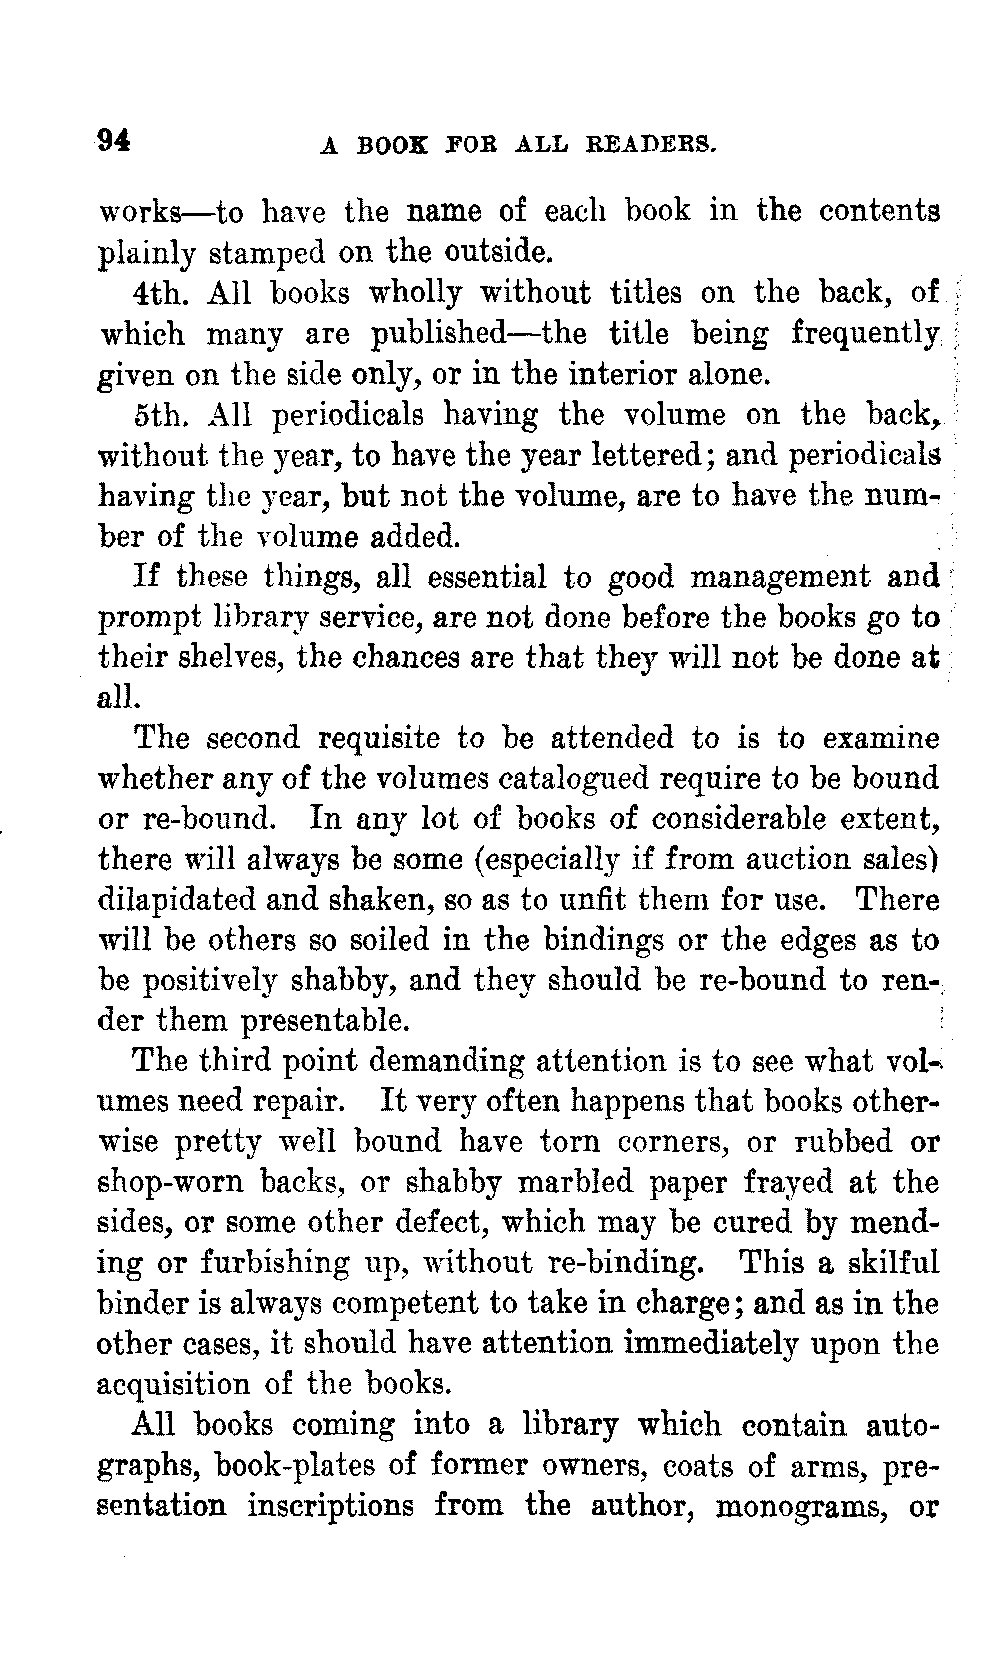 94 A BOOK FOR ALL READERS.
works—to have the name of each book in the contents
plainly stamped on the outside.
4th. All books wholly without titles on the back, of
which many are published—the title being frequently
given on the side only, or in the interior alone.
5th. All periodicals having the volume on the back,
without the year, to have the year lettered; and periodicals
having the year, but not the volume, are to have the num-
ber of the volume added.
If these things, all essential to good management and
prompt library service, are not done before the books go to
their shelves, the chances are that they will not be done at
all.
The second requisite to be attended to is to examine
whether any of the volumes catalogued require to be bound
or re-bound. In any lot of books of considerable extent,
there will always be some (especially if from auction sales)
dilapidated and shaken, so as to unfit them for use. There
will be others so soiled in the bindings or the edges as to
be positively shabby, and they should be re-bound to ren-
der them presentable.
The third point demanding attention is to see what vol-
umes need repair. It very often happens that books other-
wise pretty well bound have torn corners, or rubbed or
shop-worn backs, or shabby marbled paper frayed at the
sides, or some other defect, which may be cured by mend-
ing or furbishing up, without re-binding. This a skilful
binder is always competent to take in charge; and as in the
other cases, it should have attention immediately upon the
acquisition of the books.
All books coming into a library which contain auto-
graphs, book-plates of former owners, coats of arms, pre-
sentation inscriptions from the author, monograms, or